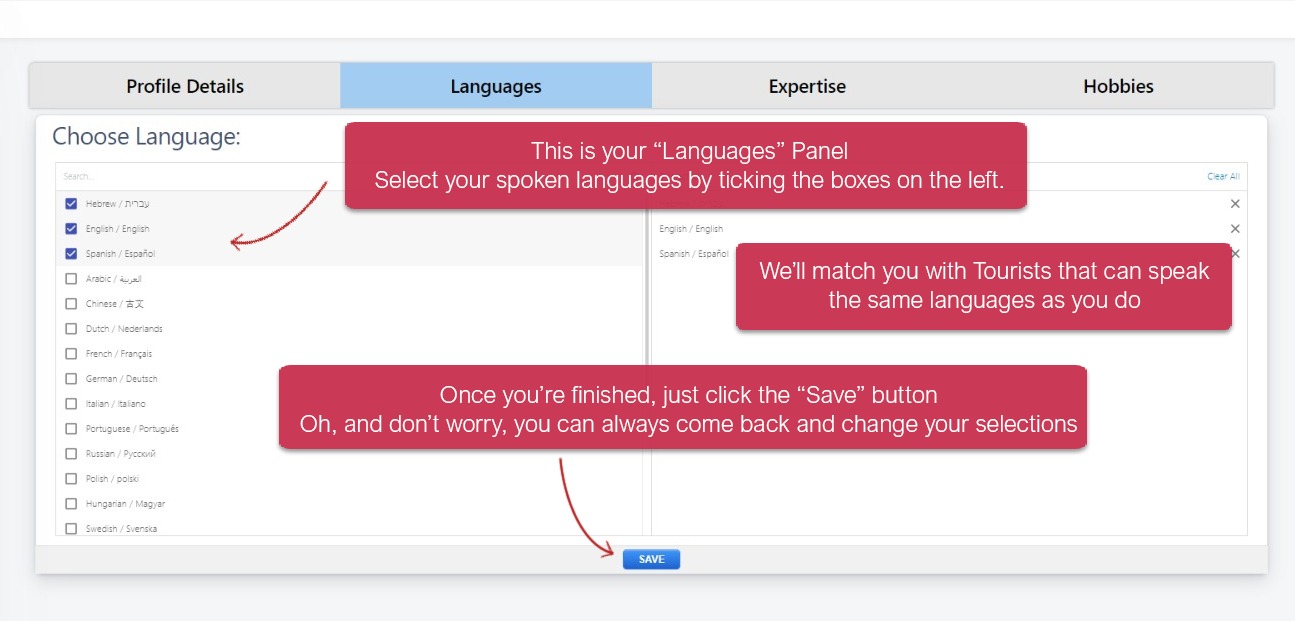 Profile Details
Languages
Expertise
Hobbies
Choose Language:
This is your “Languages” Panel
Select your spoken languages by ticking the boxes on the left.
Search...
Clear All
Hebrew / עברית
English / English
Spanish / Español
Arabic / العربية
Chinese / 古文
Dutch / Nederlands
French / Français
German / Deutsch
Italian / Italiano
Portuguese / Português
Russian / Русский
Polish / polski
Hungarian / Magyar
Swedish / Svenska
English / English
Spanish / Español
We’ll match you with Tourists that can speak
the same languages as you do
Once you’re finished, just click the “Save” button
Oh, and don’t worry, you can always come back and change your selections
SAVE